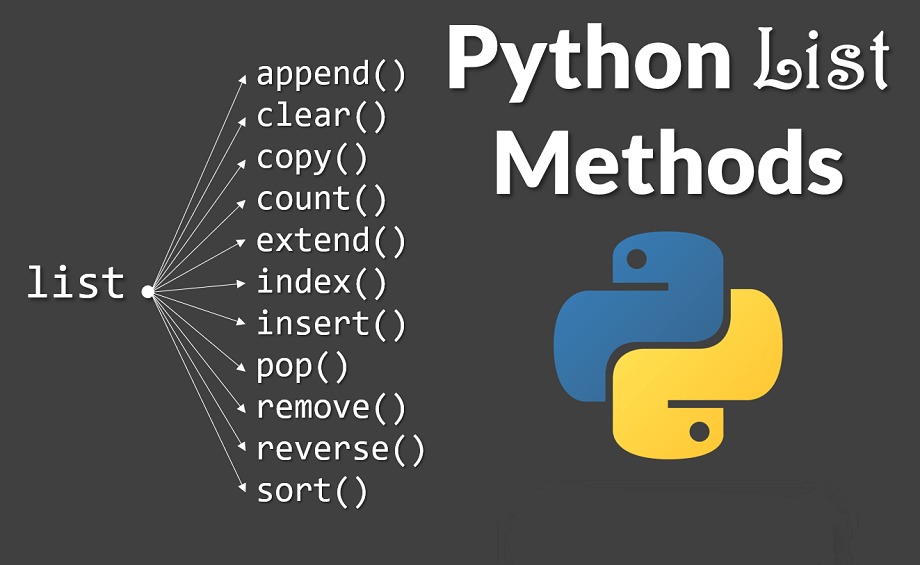 Python List
Methods
list
append()
clear()
copy()
count()
extend()
index()
insert()
pop()
remove()
reverse()
sort()